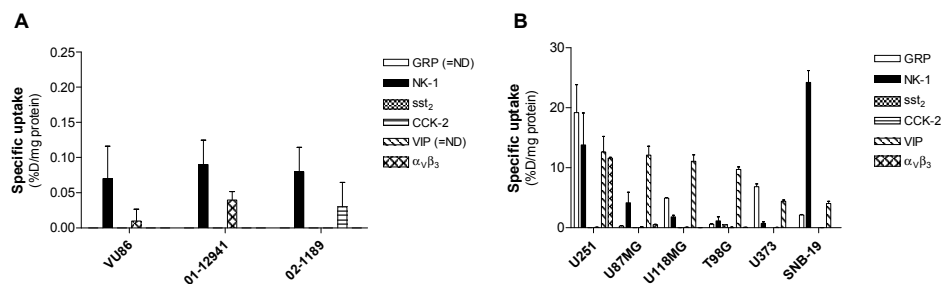 A
Specific uptake
(%D/mg protein)
0.25
0.20
0.15
0.10
0.05
0.00
VU86
01-12941
02-1189
GRP (=ND)
NK-1
sst₂
CCK-2
VIP (=ND)
αᵥβ₃
B
Specific uptake
(%D/mg protein)
30
20
10
0
U251
U87MG
U118MG
T98G
U373
SNB-19
GRP
NK-1
sst₂
CCK-2
VIP
αᵥβ₃